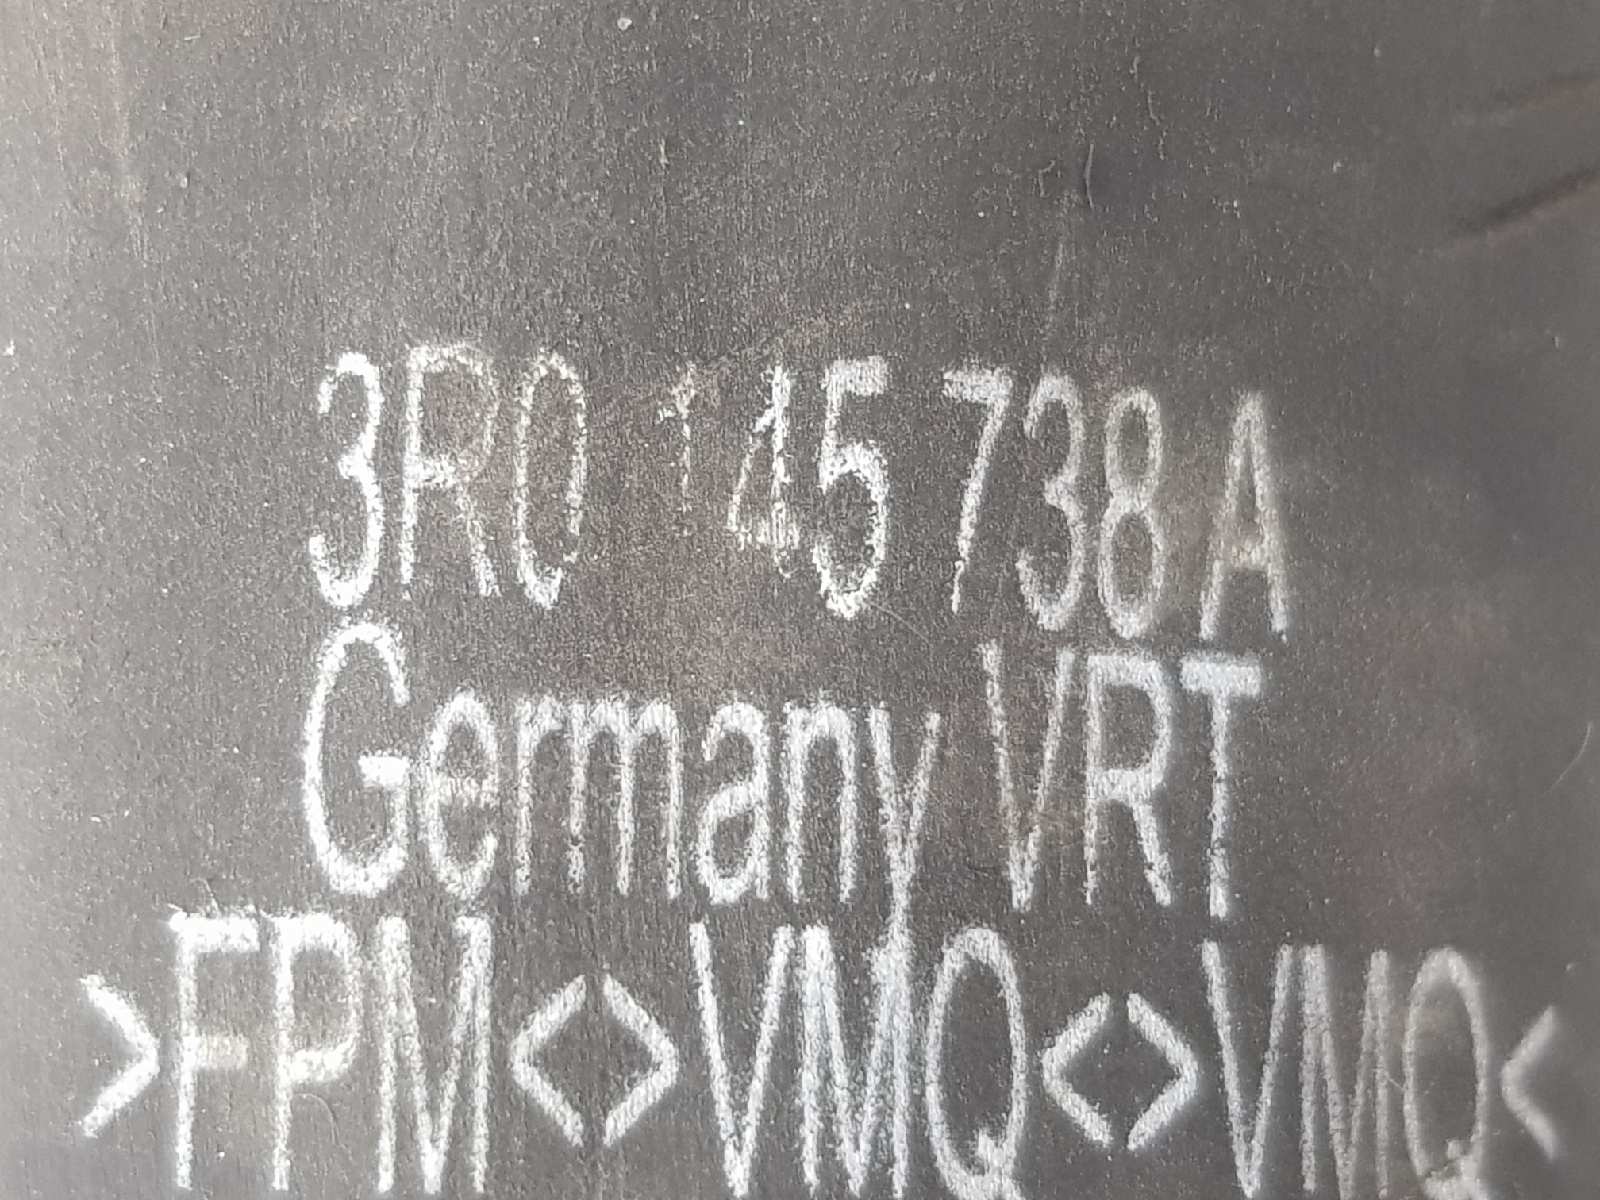 3R0 145 738 A
Germany VRT
>FPM<>VMQ<>VMQ<